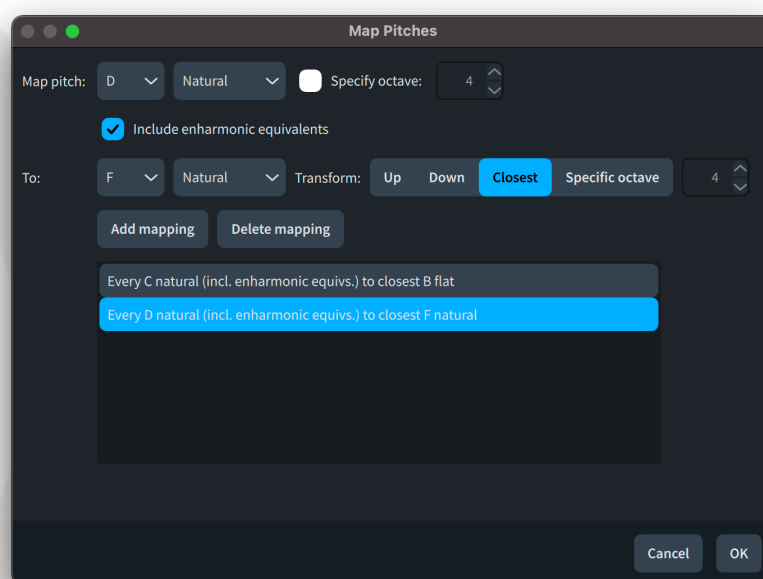 Map Pitches
Map pitch: D Natural Specify octave: 4
Include enharmonic equivalents
To: F Natural Transform: Up Down Closest Specific octave 4
Add mapping Delete mapping
Every C natural (incl. enharmonic equivs.) to closest B flat
Every D natural (incl. enharmonic equivs.) to closest F natural
Cancel OK